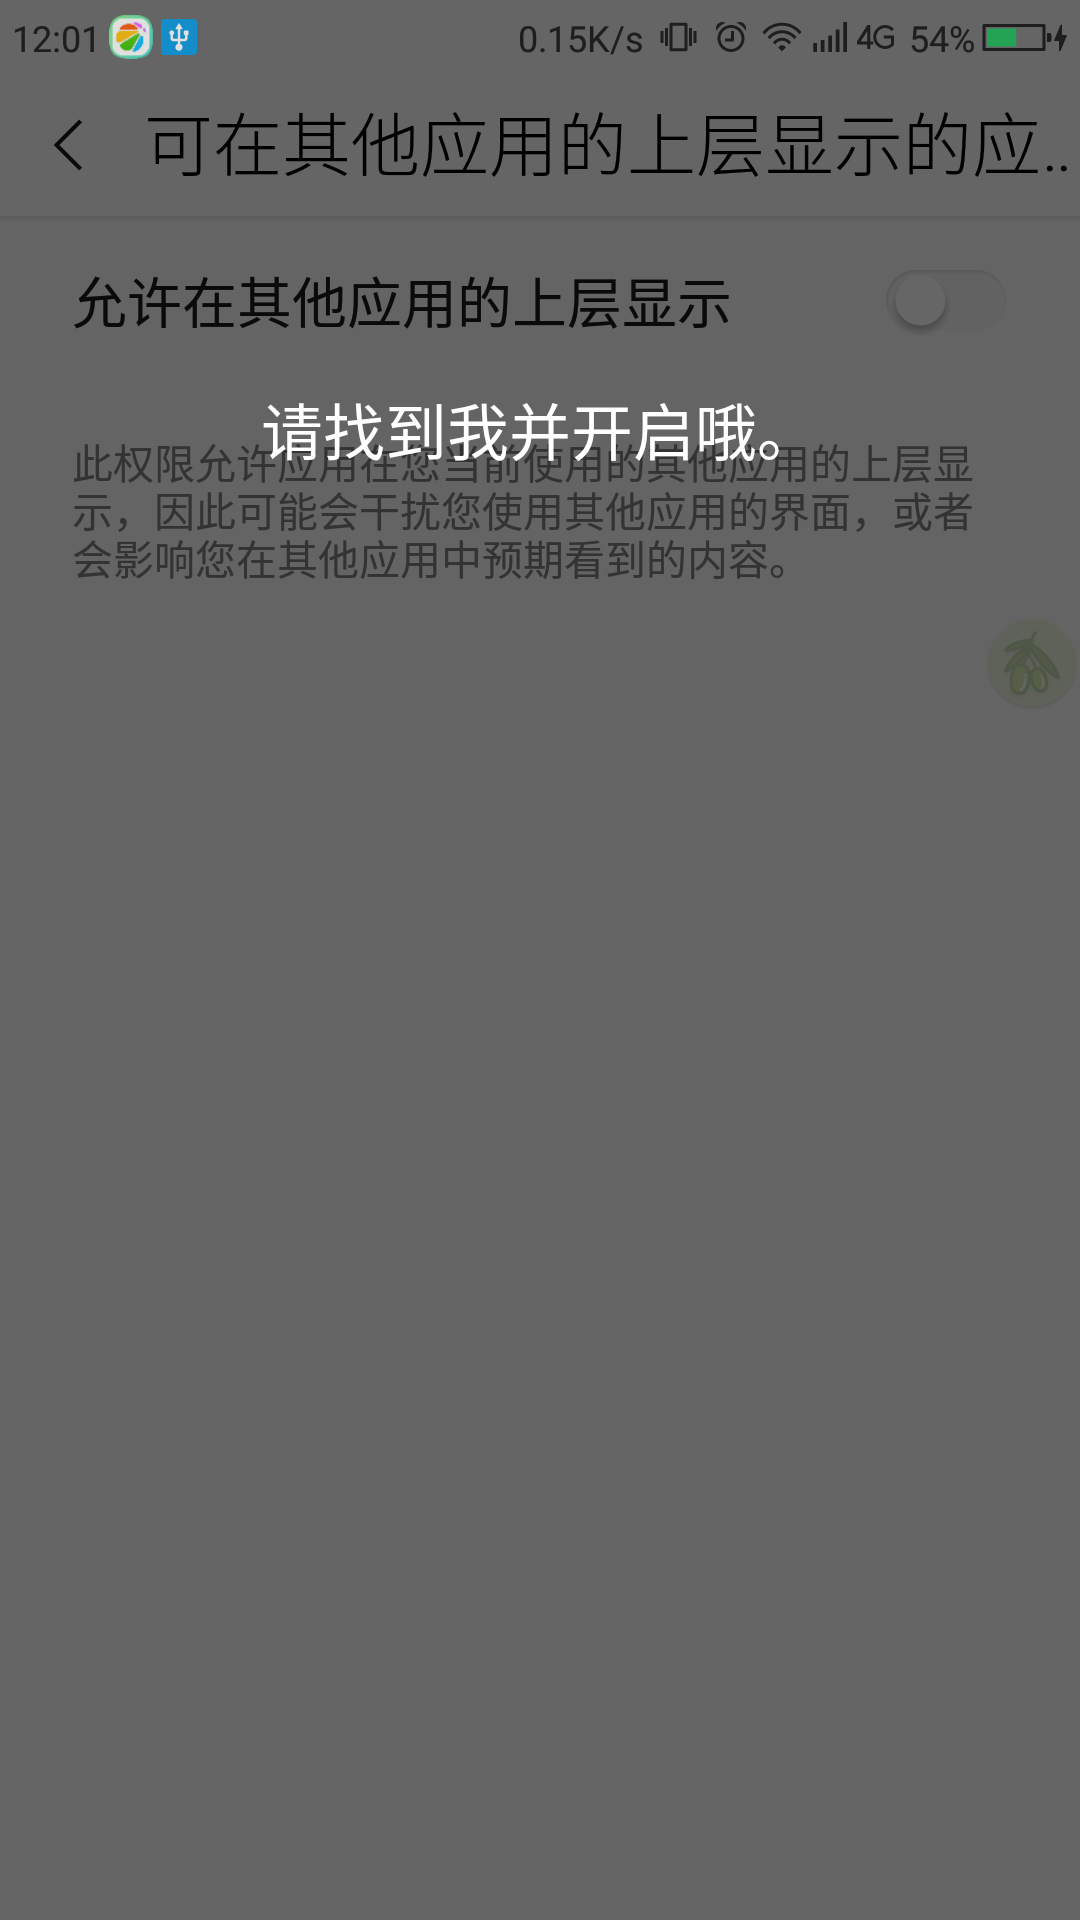 12:01 0.15K/s 4G 54%
可在其他应用的上层显示的应..
允许在其他应用的上层显示
请找到我并开启哦。
此权限允许应用在您当前使用的其他应用的上层显
示，因此可能会干扰您使用其他应用的界面，或者
会影响您在其他应用中预期看到的内容。